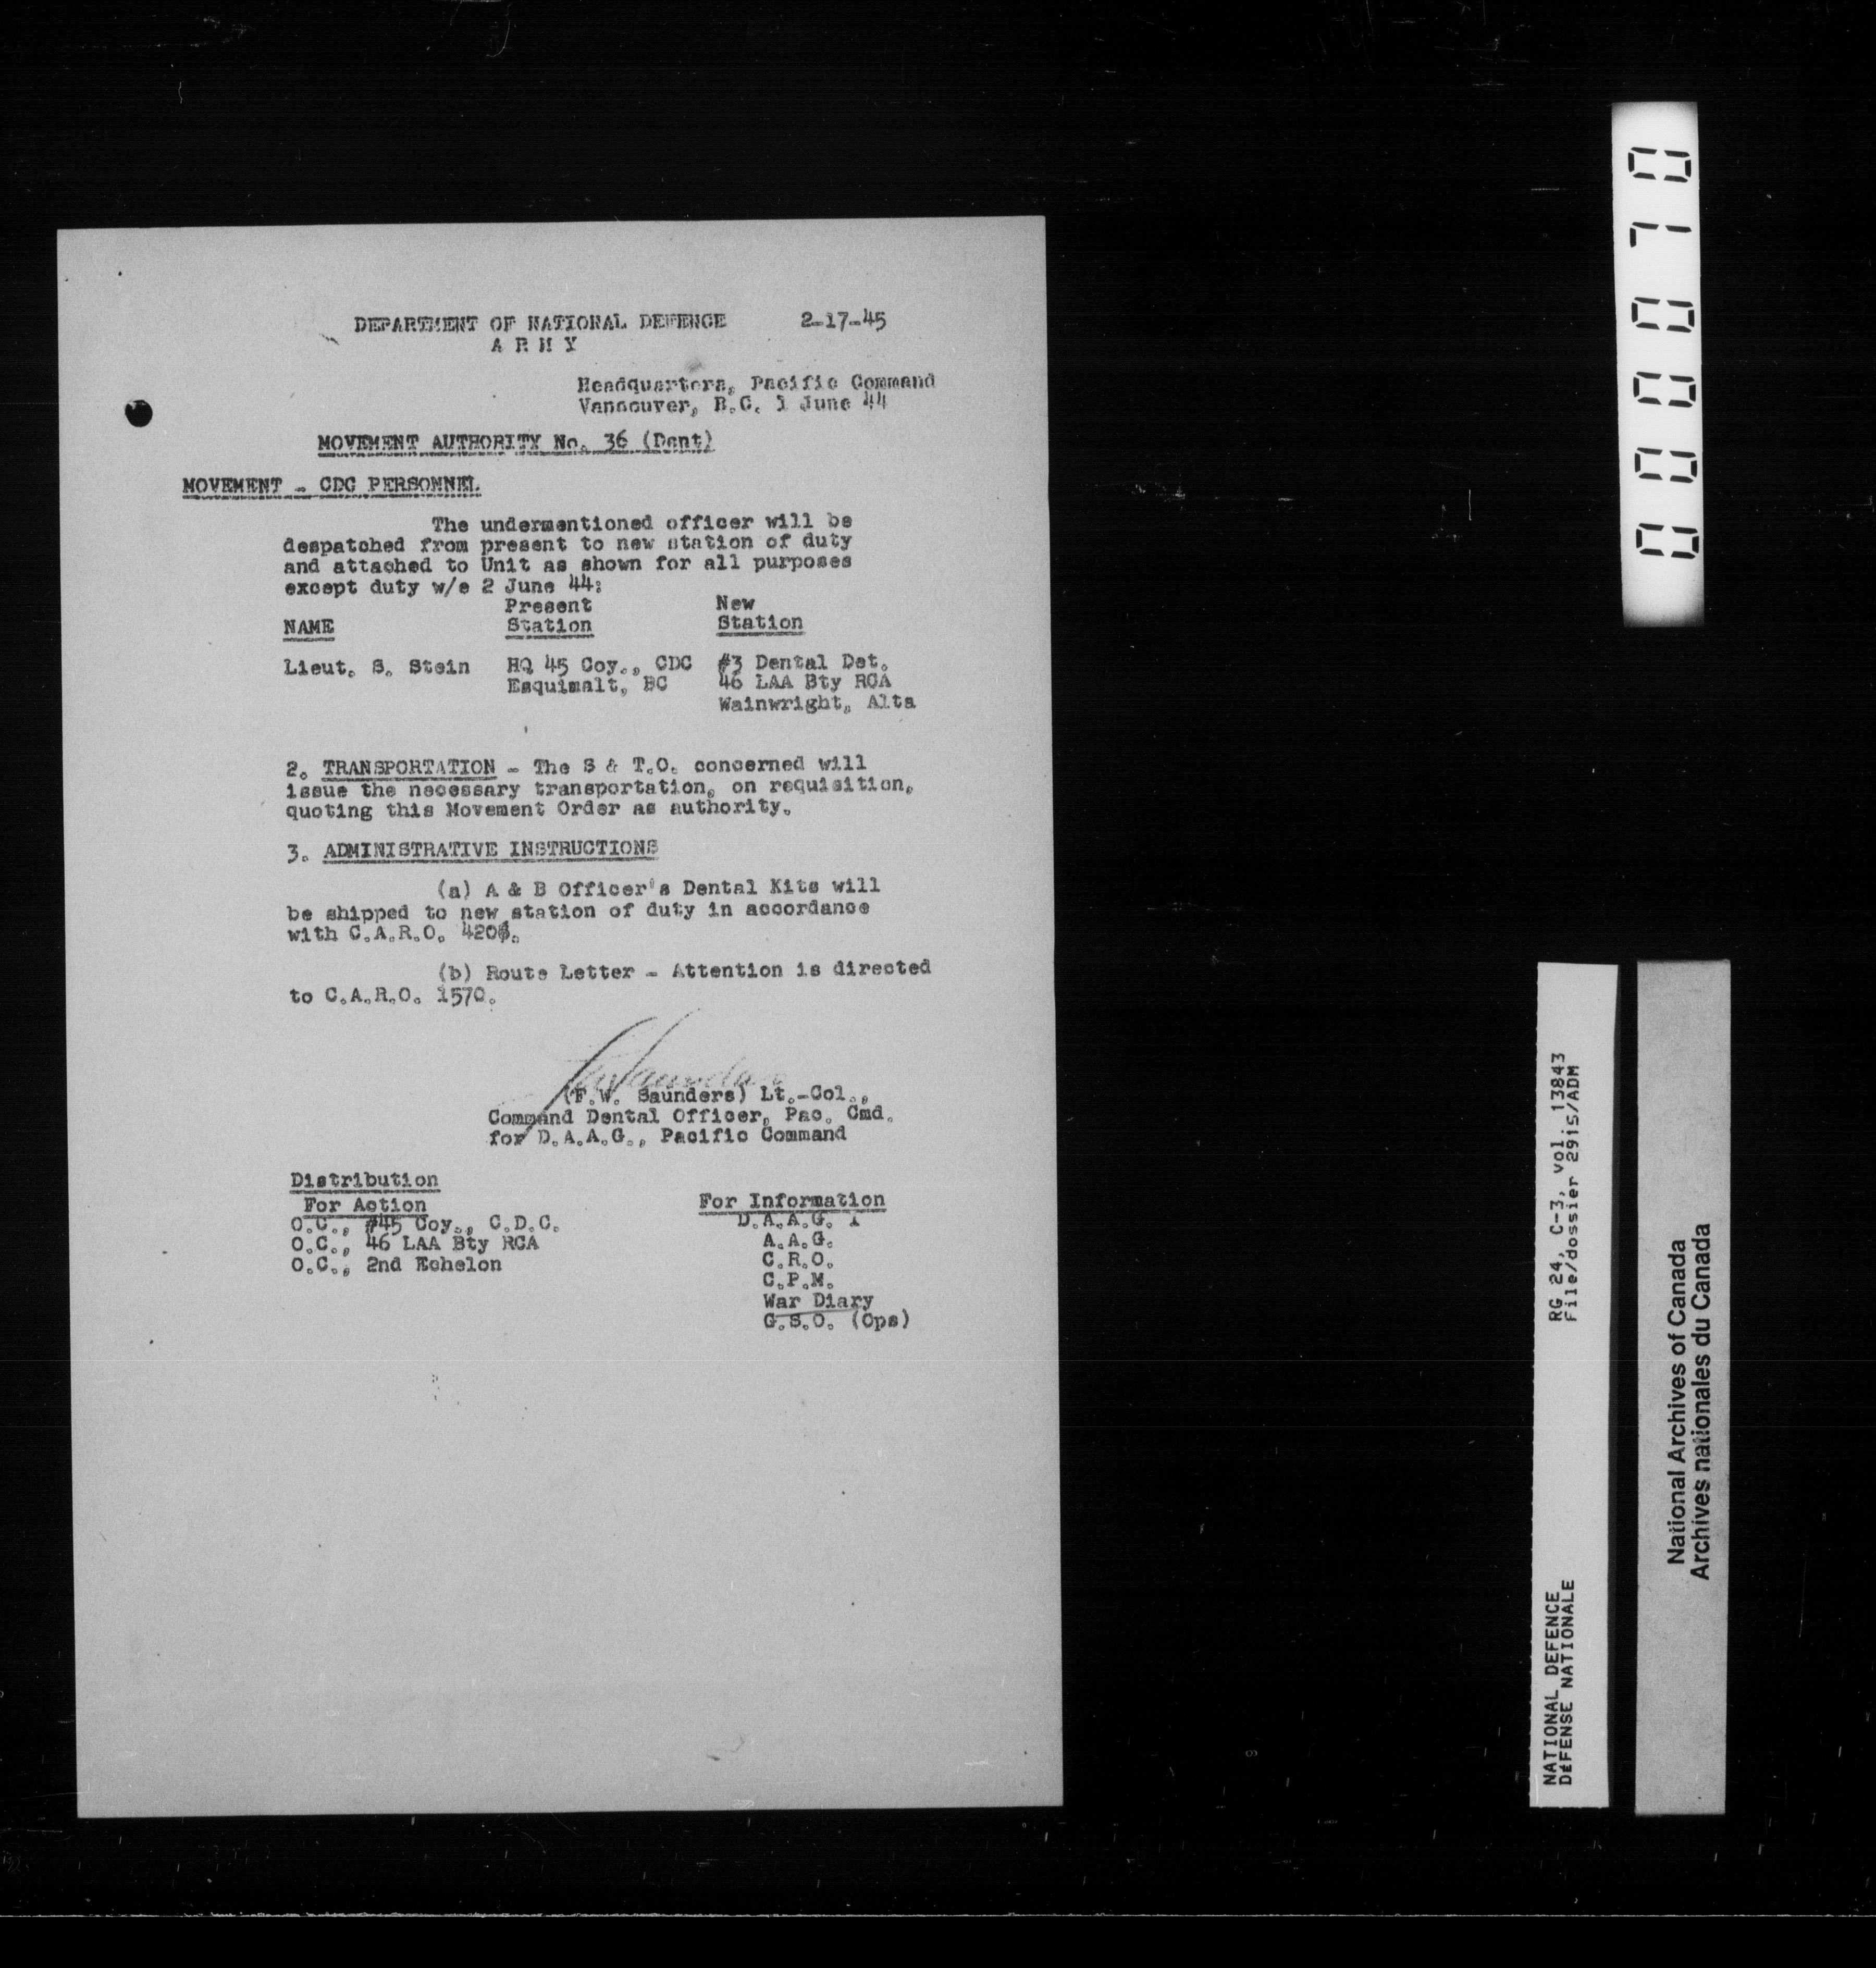 DEPARTMENT OF NATIONAL DEFENCE 2-17-45
A R M Y
Headquarters, Pacific Command
Vancouver, B.C. 1 June 44
MOVEMENT AUTHORITY No. 36 (Dent)
MOVEMENT - CDC PERSONNEL
The undermentioned officer will be
despatched from present to new station of duty
and attached to Unit as shown for all purposes
except duty w/e 2 June 44:
Present New
NAME Station Station
Lieut. S. Stein HQ 45 Coy., CDC #3 Dental Det.
Esquimalt, BC 46 LAA Bty RCA
Wainwright, Alta
2. TRANSPORTATION - The S & T.O. concerned will
issue the necessary transportation, on requisition,
quoting this Movement Order as authority.
3. ADMINISTRATIVE INSTRUCTIONS
(a) A & B Officer's Dental Kits will
be shipped to new station of duty in accordance
with C.A.R.O.
(b) Route Letter - Attention is directed
to C.A.R.O. 1570.
(F.W. Saunders) Lt.-Col.,
Command Dental Officer, Pac. Cmd.
for D.A.A.G., Pacific Command
Distribution
For Action For Information
O.C., #45 Coy., C.D.C. D.A.A.G. 1
O.C., 46 LAA Bty RCA A.A.G.
O.C., 2nd Echelon C.R.O.
C.P.M.
War Diary
G.S.O. (Ops)
000070
RG 24, C-3, vol. 13843
File/dossier 2915/ADM
NATIONAL DEFENCE
DÉFENSE NATIONALE
National Archives of Canada
Archives nationales du Canada